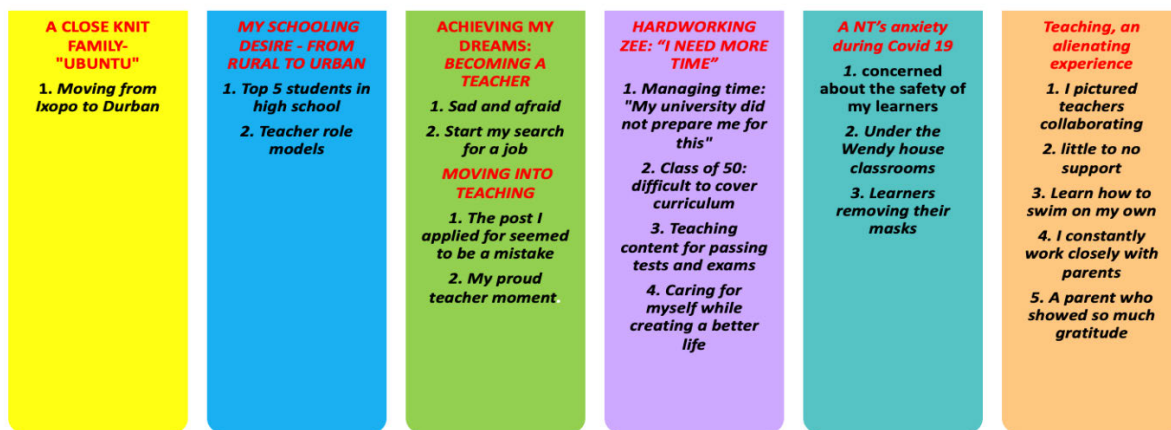 A CLOSE KNIT
FAMILY-
"UBUNTU"
1. Moving from
Ixopo to Durban
MY SCHOOLING
DESIRE - FROM
RURAL TO URBAN
1. Top 5 students in
high school
2. Teacher role
models
ACHIEVING MY
DREAMS:
BECOMING A
TEACHER
1. Sad and afraid
2. Start my search
for a job
MOVING INTO
TEACHING
1. The post I
applied for seemed
to be a mistake
2. My proud
teacher moment.
HARDWORKING
ZEE: “I NEED MORE
TIME”
1. Managing time:
"My university did
not prepare me for
this"
2. Class of 50:
difficult to cover
curriculum
3. Teaching
content for passing
tests and exams
4. Caring for
myself while
creating a better
life
A NT’s anxiety
during Covid 19
1. concerned
about the safety of
my learners
2. Under the
Wendy house
classrooms
3. Learners
removing their
masks
Teaching, an
alienating
experience
1. I pictured
teachers
collaborating
2. little to no
support
3. Learn how to
swim on my own
4. I constantly
work closely with
parents
5. A parent who
showed so much
gratitude